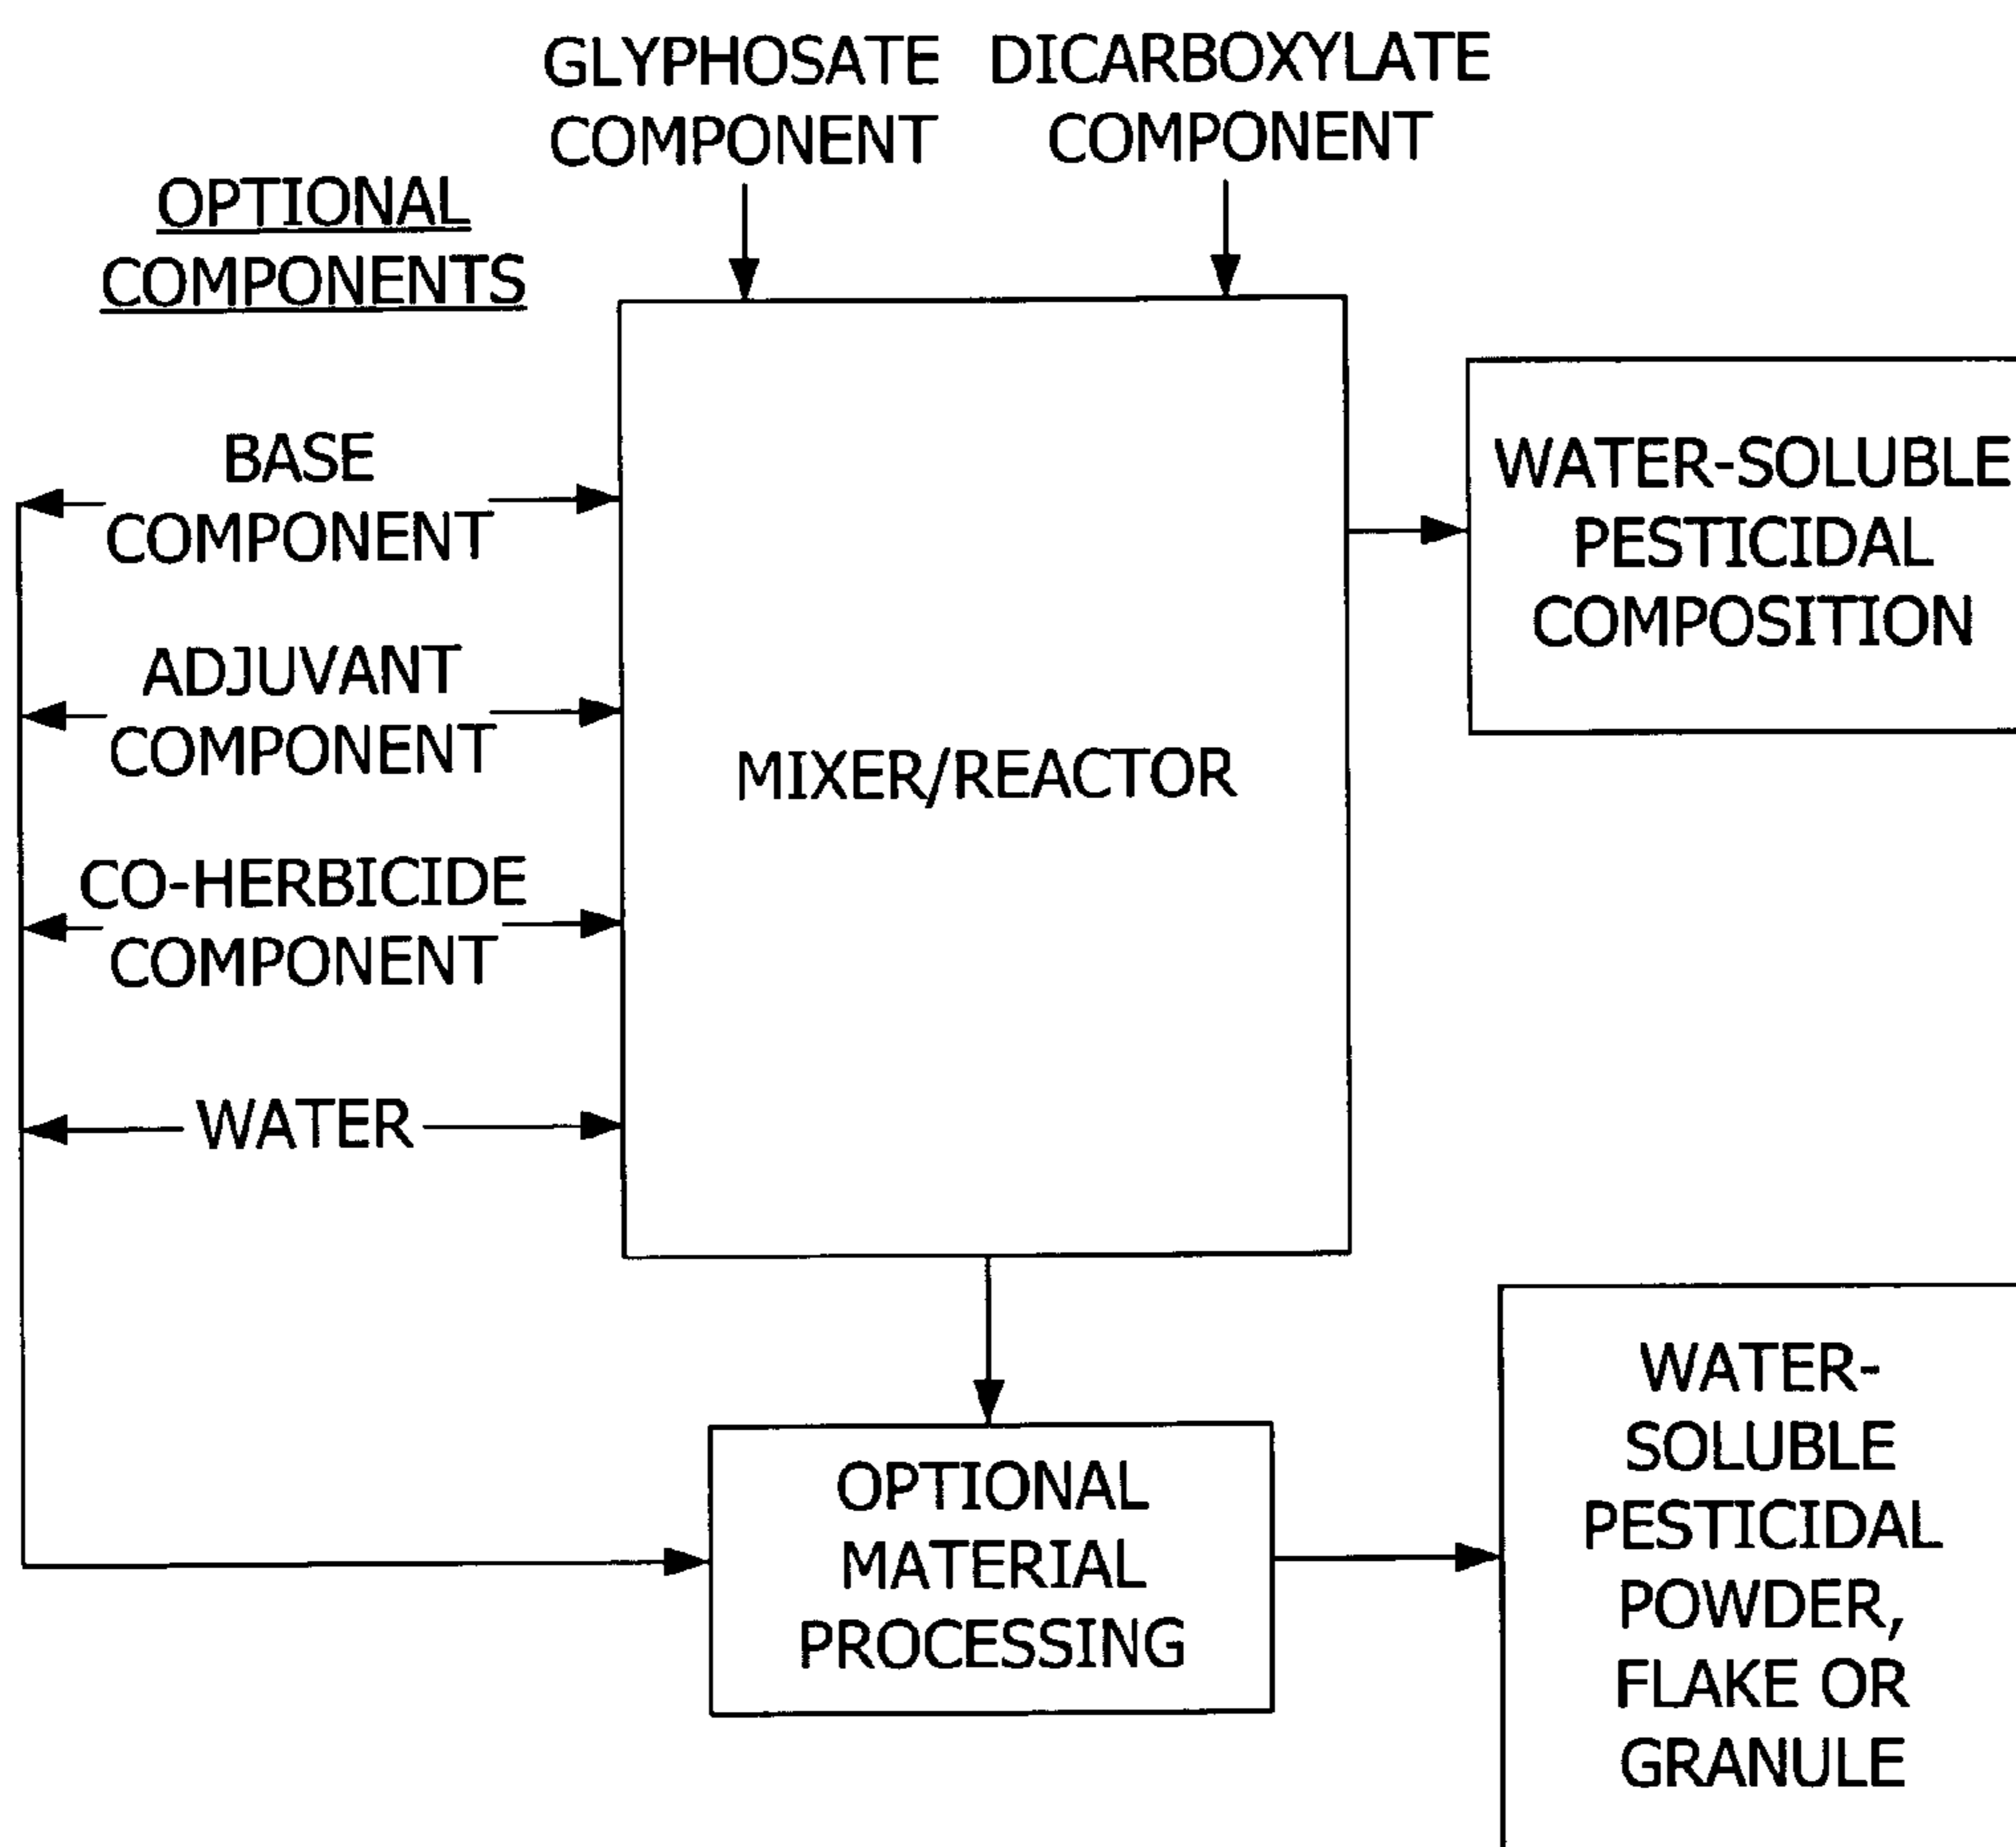 GLYPHOSATE
COMPONENT
DICARBOXYLATE
COMPONENT
OPTIONAL
COMPONENTS
BASE
COMPONENT
ADJUVANT
COMPONENT
CO-HERBICIDE
COMPONENT
WATER
MIXER/REACTOR
WATER-SOLUBLE
PESTICIDAL
COMPOSITION
OPTIONAL
MATERIAL
PROCESSING
WATER-
SOLUBLE
PESTICIDAL
POWDER,
FLAKE OR
GRANULE